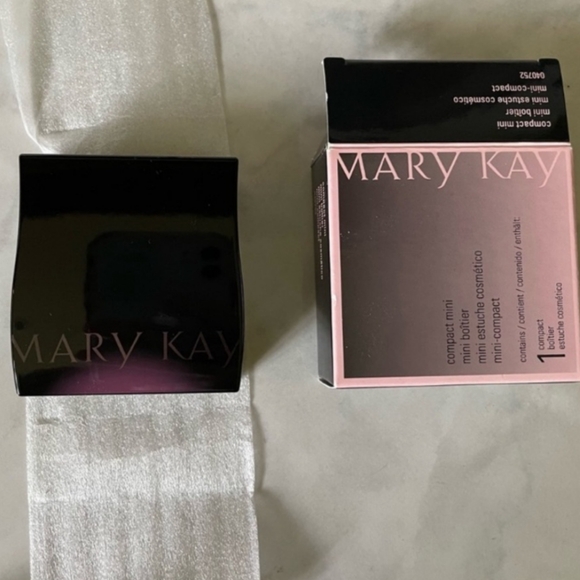 MARY KAY
compact mini
mini boîtier
mini estuche cosmético
mini-compact
040752
MARY KAY
compact mini
mini boîtier
mini estuche cosmético
mini-compact
contains / contient / contenido / enthält
1 compact
boîtier
estuche cosmético